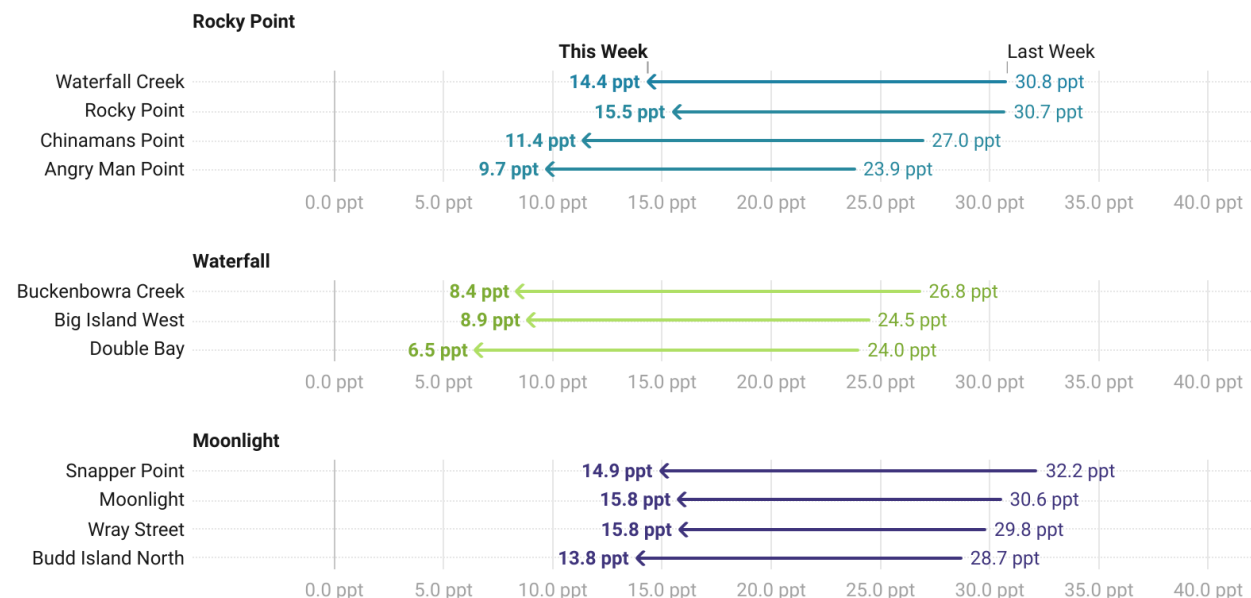 Rocky Point
This Week Last Week
Waterfall Creek 14.4 ppt 30.8 ppt
Rocky Point 15.5 ppt 30.7 ppt
Chinamans Point 11.4 ppt 27.0 ppt
Angry Man Point 9.7 ppt 23.9 ppt
0.0 ppt 5.0 ppt 10.0 ppt 15.0 ppt 20.0 ppt 25.0 ppt 30.0 ppt 35.0 ppt 40.0 ppt
Waterfall
Buckenbowra Creek 8.4 ppt 26.8 ppt
Big Island West 8.9 ppt 24.5 ppt
Double Bay 6.5 ppt 24.0 ppt
0.0 ppt 5.0 ppt 10.0 ppt 15.0 ppt 20.0 ppt 25.0 ppt 30.0 ppt 35.0 ppt 40.0 ppt
Moonlight
Snapper Point 14.9 ppt 32.2 ppt
Moonlight 15.8 ppt 30.6 ppt
Wray Street 15.8 ppt 29.8 ppt
Budd Island North 13.8 ppt 28.7 ppt
0.0 ppt 5.0 ppt 10.0 ppt 15.0 ppt 20.0 ppt 25.0 ppt 30.0 ppt 35.0 ppt 40.0 ppt